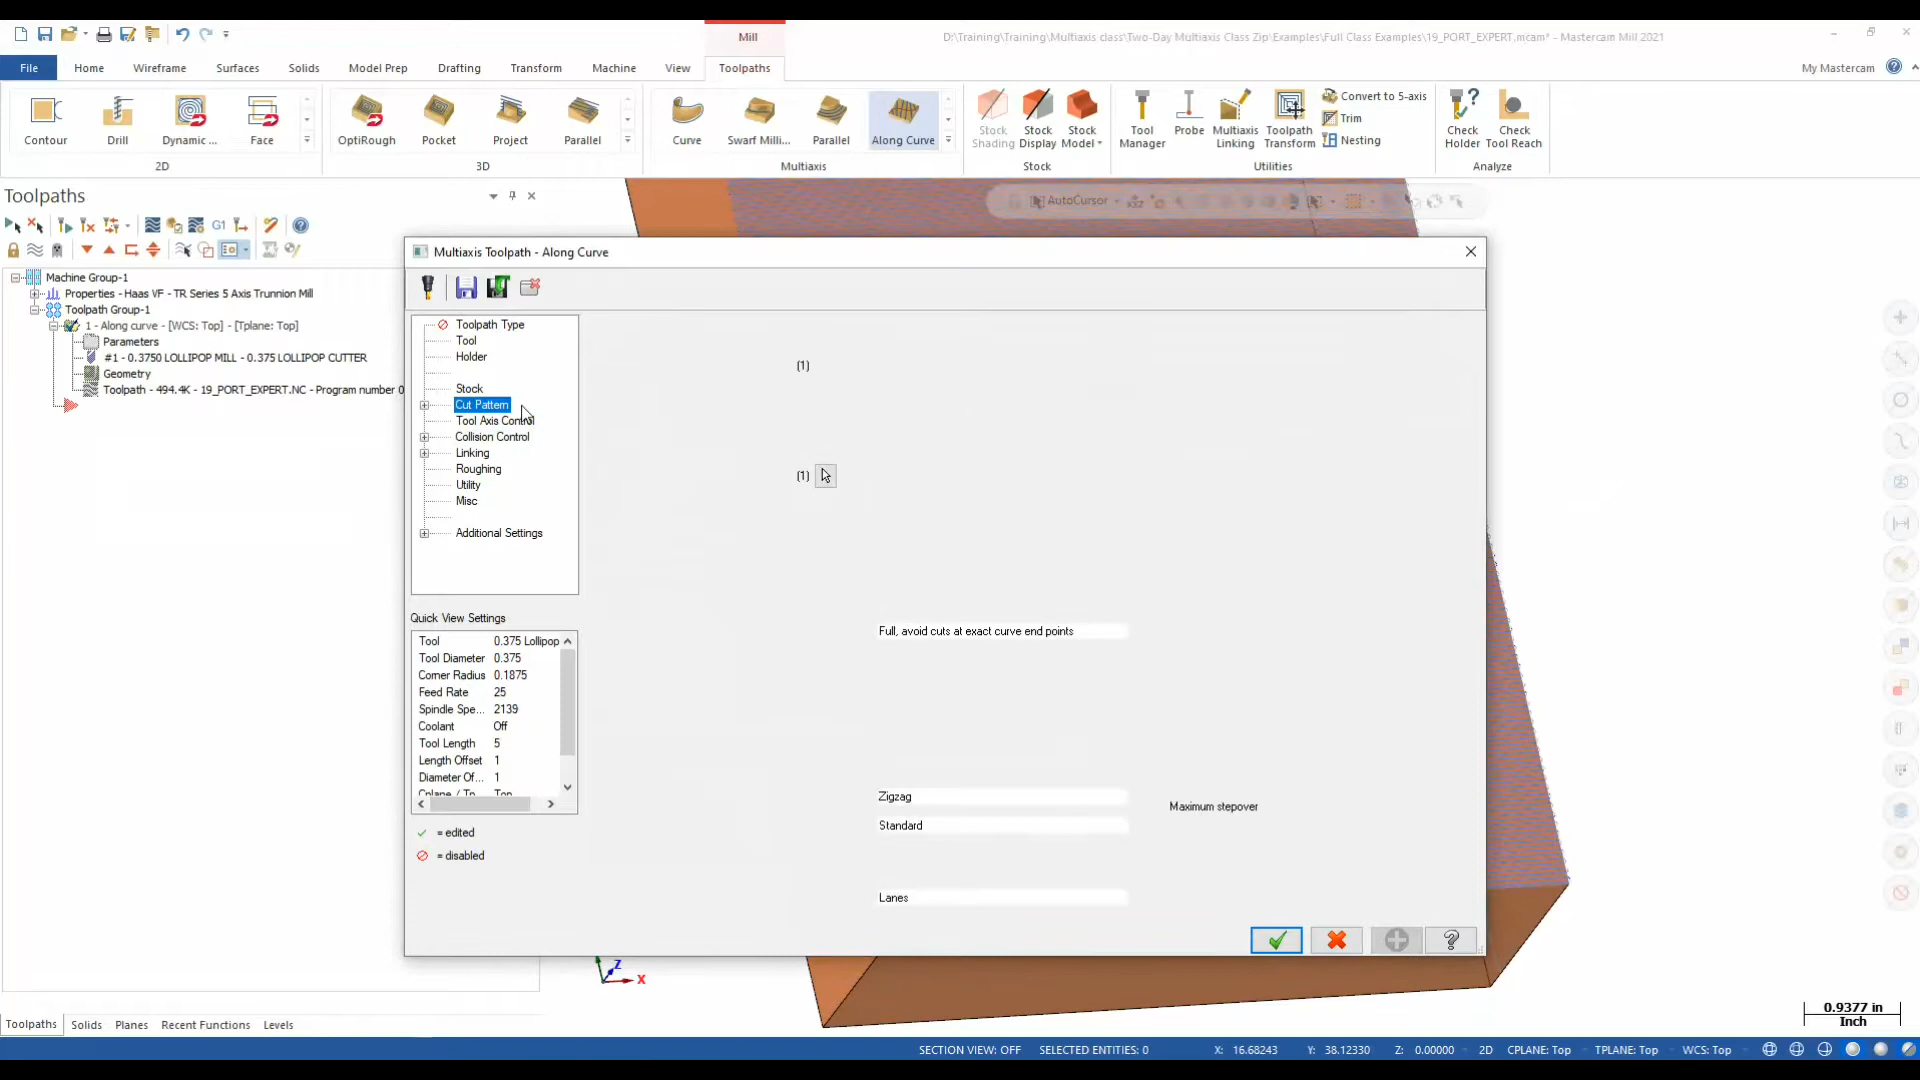 Mill
D:\Training\Training\Multiaxis class\Two-Day Multiaxis Class Zip\Examples\Full Class Examples\19_PORT_EXPERT.mcam* - Mastercam Mill 2021
File
Home
Wireframe
Surfaces
Solids
Model Prep
Drafting
Transform
Machine
View
Toolpaths
My Mastercam
Contour
Drill
Dynamic ...
Face
OptiRough
Pocket
Project
Parallel
Curve
Swarf Milli...
Parallel
Along Curve
Stock Shading
Stock Display
Stock Model
Tool Manager
Probe
Multiaxis Linking
Toolpath Transform
Convert to 5-axis
Trim
Nesting
Check Holder
Check Tool Reach
2D
3D
Multiaxis
Stock
Utilities
Analyze
Toolpaths
AutoCursor
G1
Machine Group-1
Properties - Haas VF - TR Series 5 Axis Trunnion Mill
Toolpath Group-1
1 - Along curve - [WCS: Top] - [Tplane: Top]
Parameters
#1 - 0.3750 LOLLIPOP MILL - 0.375 LOLLIPOP CUTTER
Geometry
Toolpath - 494.4K - 19_PORT_EXPERT.NC - Program number 0
Multiaxis Toolpath - Along Curve
Toolpath Type
Tool
Holder
Stock
Cut Pattern
Tool Axis Control
Collision Control
Linking
Roughing
Utility
Misc
Additional Settings
(1)
(1)
Full, avoid cuts at exact curve end points
Zigzag
Maximum stepover
Standard
Lanes
Quick View Settings
Tool 0.375 Lollipop
Tool Diameter 0.375
Corner Radius 0.1875
Feed Rate 25
Spindle Spe... 2139
Coolant Off
Tool Length 5
Length Offset 1
Diameter Of... 1
Cplane / Tp... Top
= edited
= disabled
Z
X
0.9377 in
Inch
Toolpaths
Solids
Planes
Recent Functions
Levels
SECTION VIEW: OFF
SELECTED ENTITIES: 0
X: 16.68243
Y: 38.12330
Z: 0.00000
2D
CPLANE: Top
TPLANE: Top
WCS: Top